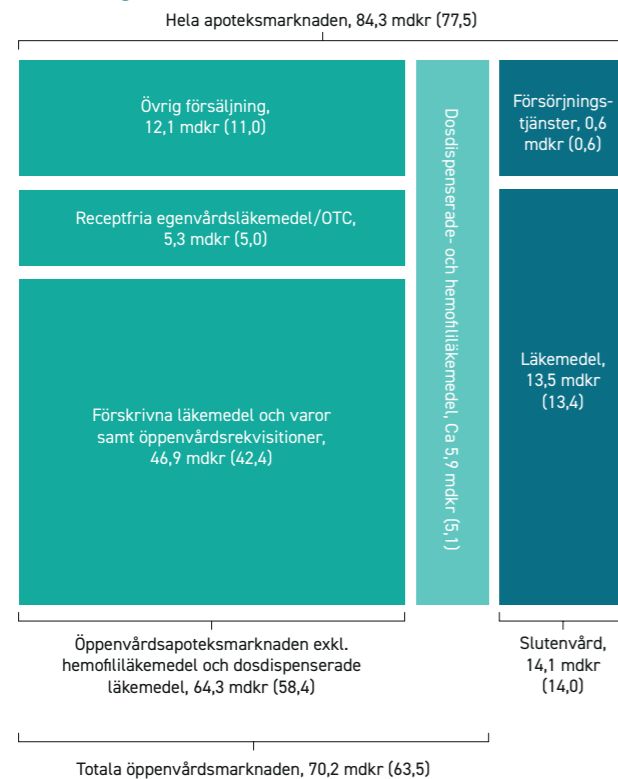 Hela apoteksmarknaden, 84,3 mdkr (77,5)
Övrig försäljning,
12,1 mdkr (11,0)
Receptfria egenvårdsläkemedel/OTC,
5,3 mdkr (5,0)
Förskrivna läkemedel och varor
samt öppenvårdsrekvisitioner,
46,9 mdkr (42,4)
Dosdispenserade- och hemofililäkemedel, Ca 5,9 mdkr (5,1)
Försörjnings-
tjänster, 0,6
mdkr (0,6)
Läkemedel,
13,5 mdkr
(13,4)
Öppenvårdsapoteksmarknaden exkl.
hemofililäkemedel och dosdispenserade
läkemedel, 64,3 mdkr (58,4)
Slutenvård,
14,1 mdkr
(14,0)
Totala öppenvårdsmarknaden, 70,2 mdkr (63,5)